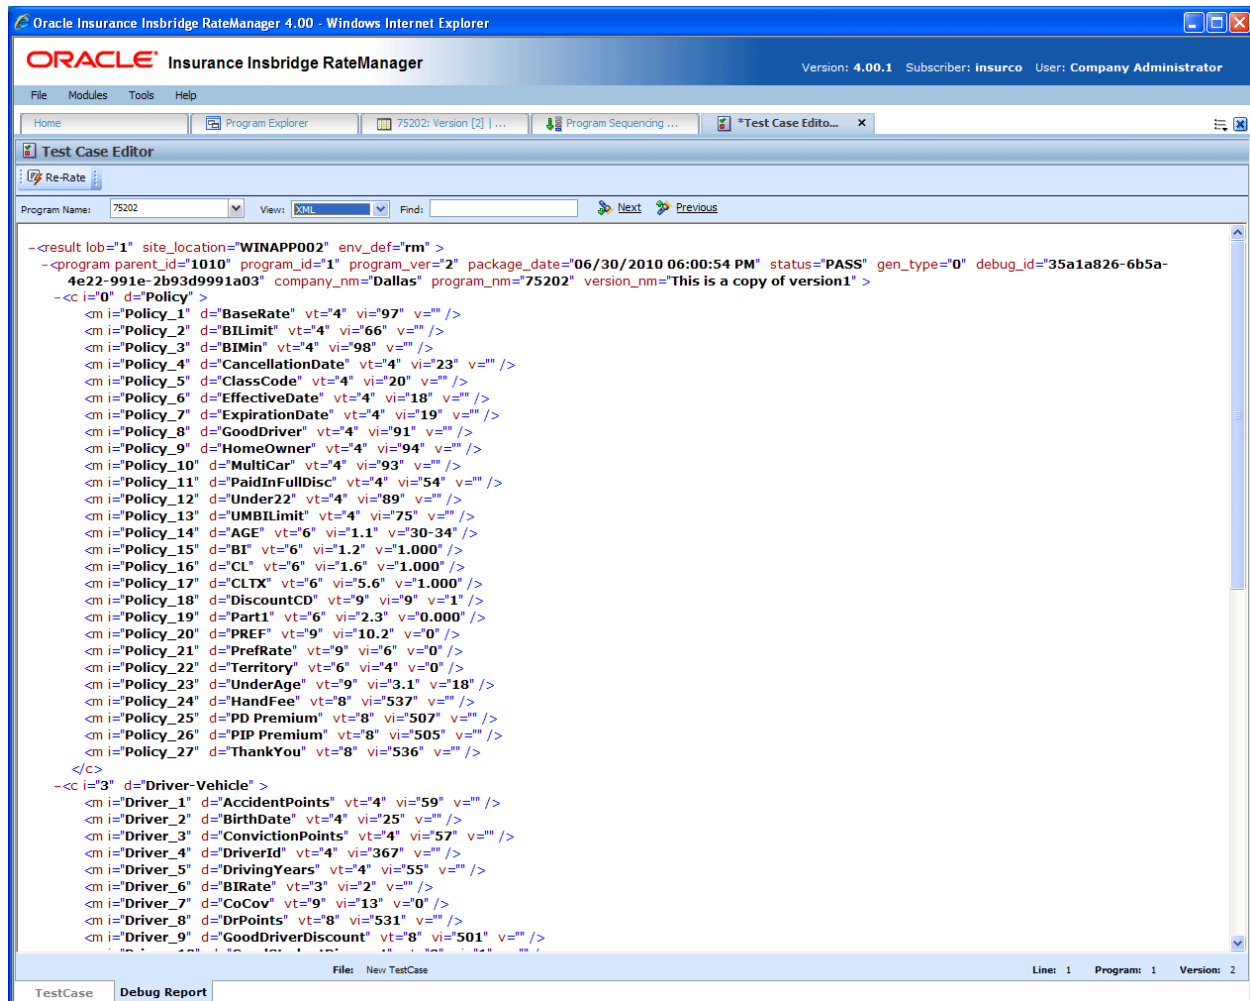 Oracle Insurance Insbridge RateManager 4.00 - Windows Internet Explorer
ORACLE Insurance Insbridge RateManager
Version: 4.00.1 Subscriber: insurco User: Company Administrator
File Modules Tools Help
Home Program Explorer 75202: Version [2] | ... Program Sequencing ... *Test Case Edito... x
Test Case Editor
Re-Rate
Program Name: 75202 View: XML Find: Next Previous
-<result lob="1" site_location="WINAPP002" env_def="rm" >
-<program parent_id="1010" program_id="1" program_ver="2" package_date="06/30/2010 06:00:54 PM" status="PASS" gen_type="0" debug_id="35a1a826-6b5a-
4e22-991e-2b93d9991a03" company_nm="Dallas" program_nm="75202" version_nm="This is a copy of version1" >
-<c i="0" d="Policy" >
<m i="Policy_1" d="BaseRate" vt="4" vi="97" v="" />
<m i="Policy_2" d="BILimit" vt="4" vi="66" v="" />
<m i="Policy_3" d="BIMin" vt="4" vi="98" v="" />
<m i="Policy_4" d="CancellationDate" vt="4" vi="23" v="" />
<m i="Policy_5" d="ClassCode" vt="4" vi="20" v="" />
<m i="Policy_6" d="EffectiveDate" vt="4" vi="18" v="" />
<m i="Policy_7" d="ExpirationDate" vt="4" vi="19" v="" />
<m i="Policy_8" d="GoodDriver" vt="4" vi="91" v="" />
<m i="Policy_9" d="HomeOwner" vt="4" vi="94" v="" />
<m i="Policy_10" d="MultiCar" vt="4" vi="93" v="" />
<m i="Policy_11" d="PaidInFullDisc" vt="4" vi="54" v="" />
<m i="Policy_12" d="Under22" vt="4" vi="89" v="" />
<m i="Policy_13" d="UMBILimit" vt="4" vi="75" v="" />
<m i="Policy_14" d="AGE" vt="6" vi="1.1" v="30-34" />
<m i="Policy_15" d="BI" vt="6" vi="1.2" v="1.000" />
<m i="Policy_16" d="CL" vt="6" vi="1.6" v="1.000" />
<m i="Policy_17" d="CLTX" vt="6" vi="5.6" v="1.000" />
<m i="Policy_18" d="DiscountCD" vt="9" vi="9" v="1" />
<m i="Policy_19" d="Part1" vt="6" vi="2.3" v="0.000" />
<m i="Policy_20" d="PREF" vt="9" vi="10.2" v="0" />
<m i="Policy_21" d="PrefRate" vt="9" vi="6" v="0" />
<m i="Policy_22" d="Territory" vt="6" vi="4" v="0" />
<m i="Policy_23" d="UnderAge" vt="9" vi="3.1" v="18" />
<m i="Policy_24" d="HandFee" vt="8" vi="537" v="" />
<m i="Policy_25" d="PD Premium" vt="8" vi="507" v="" />
<m i="Policy_26" d="PIP Premium" vt="8" vi="505" v="" />
<m i="Policy_27" d="ThankYou" vt="8" vi="536" v="" />
</c>
-<c i="3" d="Driver-Vehicle" >
<m i="Driver_1" d="AccidentPoints" vt="4" vi="59" v="" />
<m i="Driver_2" d="BirthDate" vt="4" vi="25" v="" />
<m i="Driver_3" d="ConvictionPoints" vt="4" vi="57" v="" />
<m i="Driver_4" d="DriverId" vt="4" vi="367" v="" />
<m i="Driver_5" d="DrivingYears" vt="4" vi="55" v="" />
<m i="Driver_6" d="BIRate" vt="3" vi="2" v="" />
<m i="Driver_7" d="CoCov" vt="9" vi="13" v="0" />
<m i="Driver_8" d="DrPoints" vt="8" vi="531" v="" />
<m i="Driver_9" d="GoodDriverDiscount" vt="8" vi="501" v="" />
File: New TestCase Line: 1 Program: 1 Version: 2
TestCase Debug Report